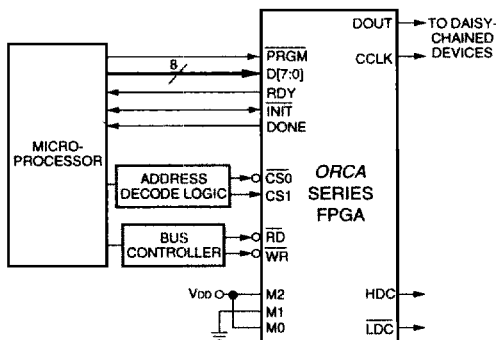 DOUT
TO DAISY-
CHAINED
DEVICES
CCLK
8
PRGM
D[7:0]
RDY
INIT
DONE
MICRO-
PROCESSOR
ADDRESS
DECODE LOGIC
CS0
CS1
ORCA
SERIES
FPGA
BUS
CONTROLLER
RD
WR
VDD
M2
M1
M0
HDC
LDC